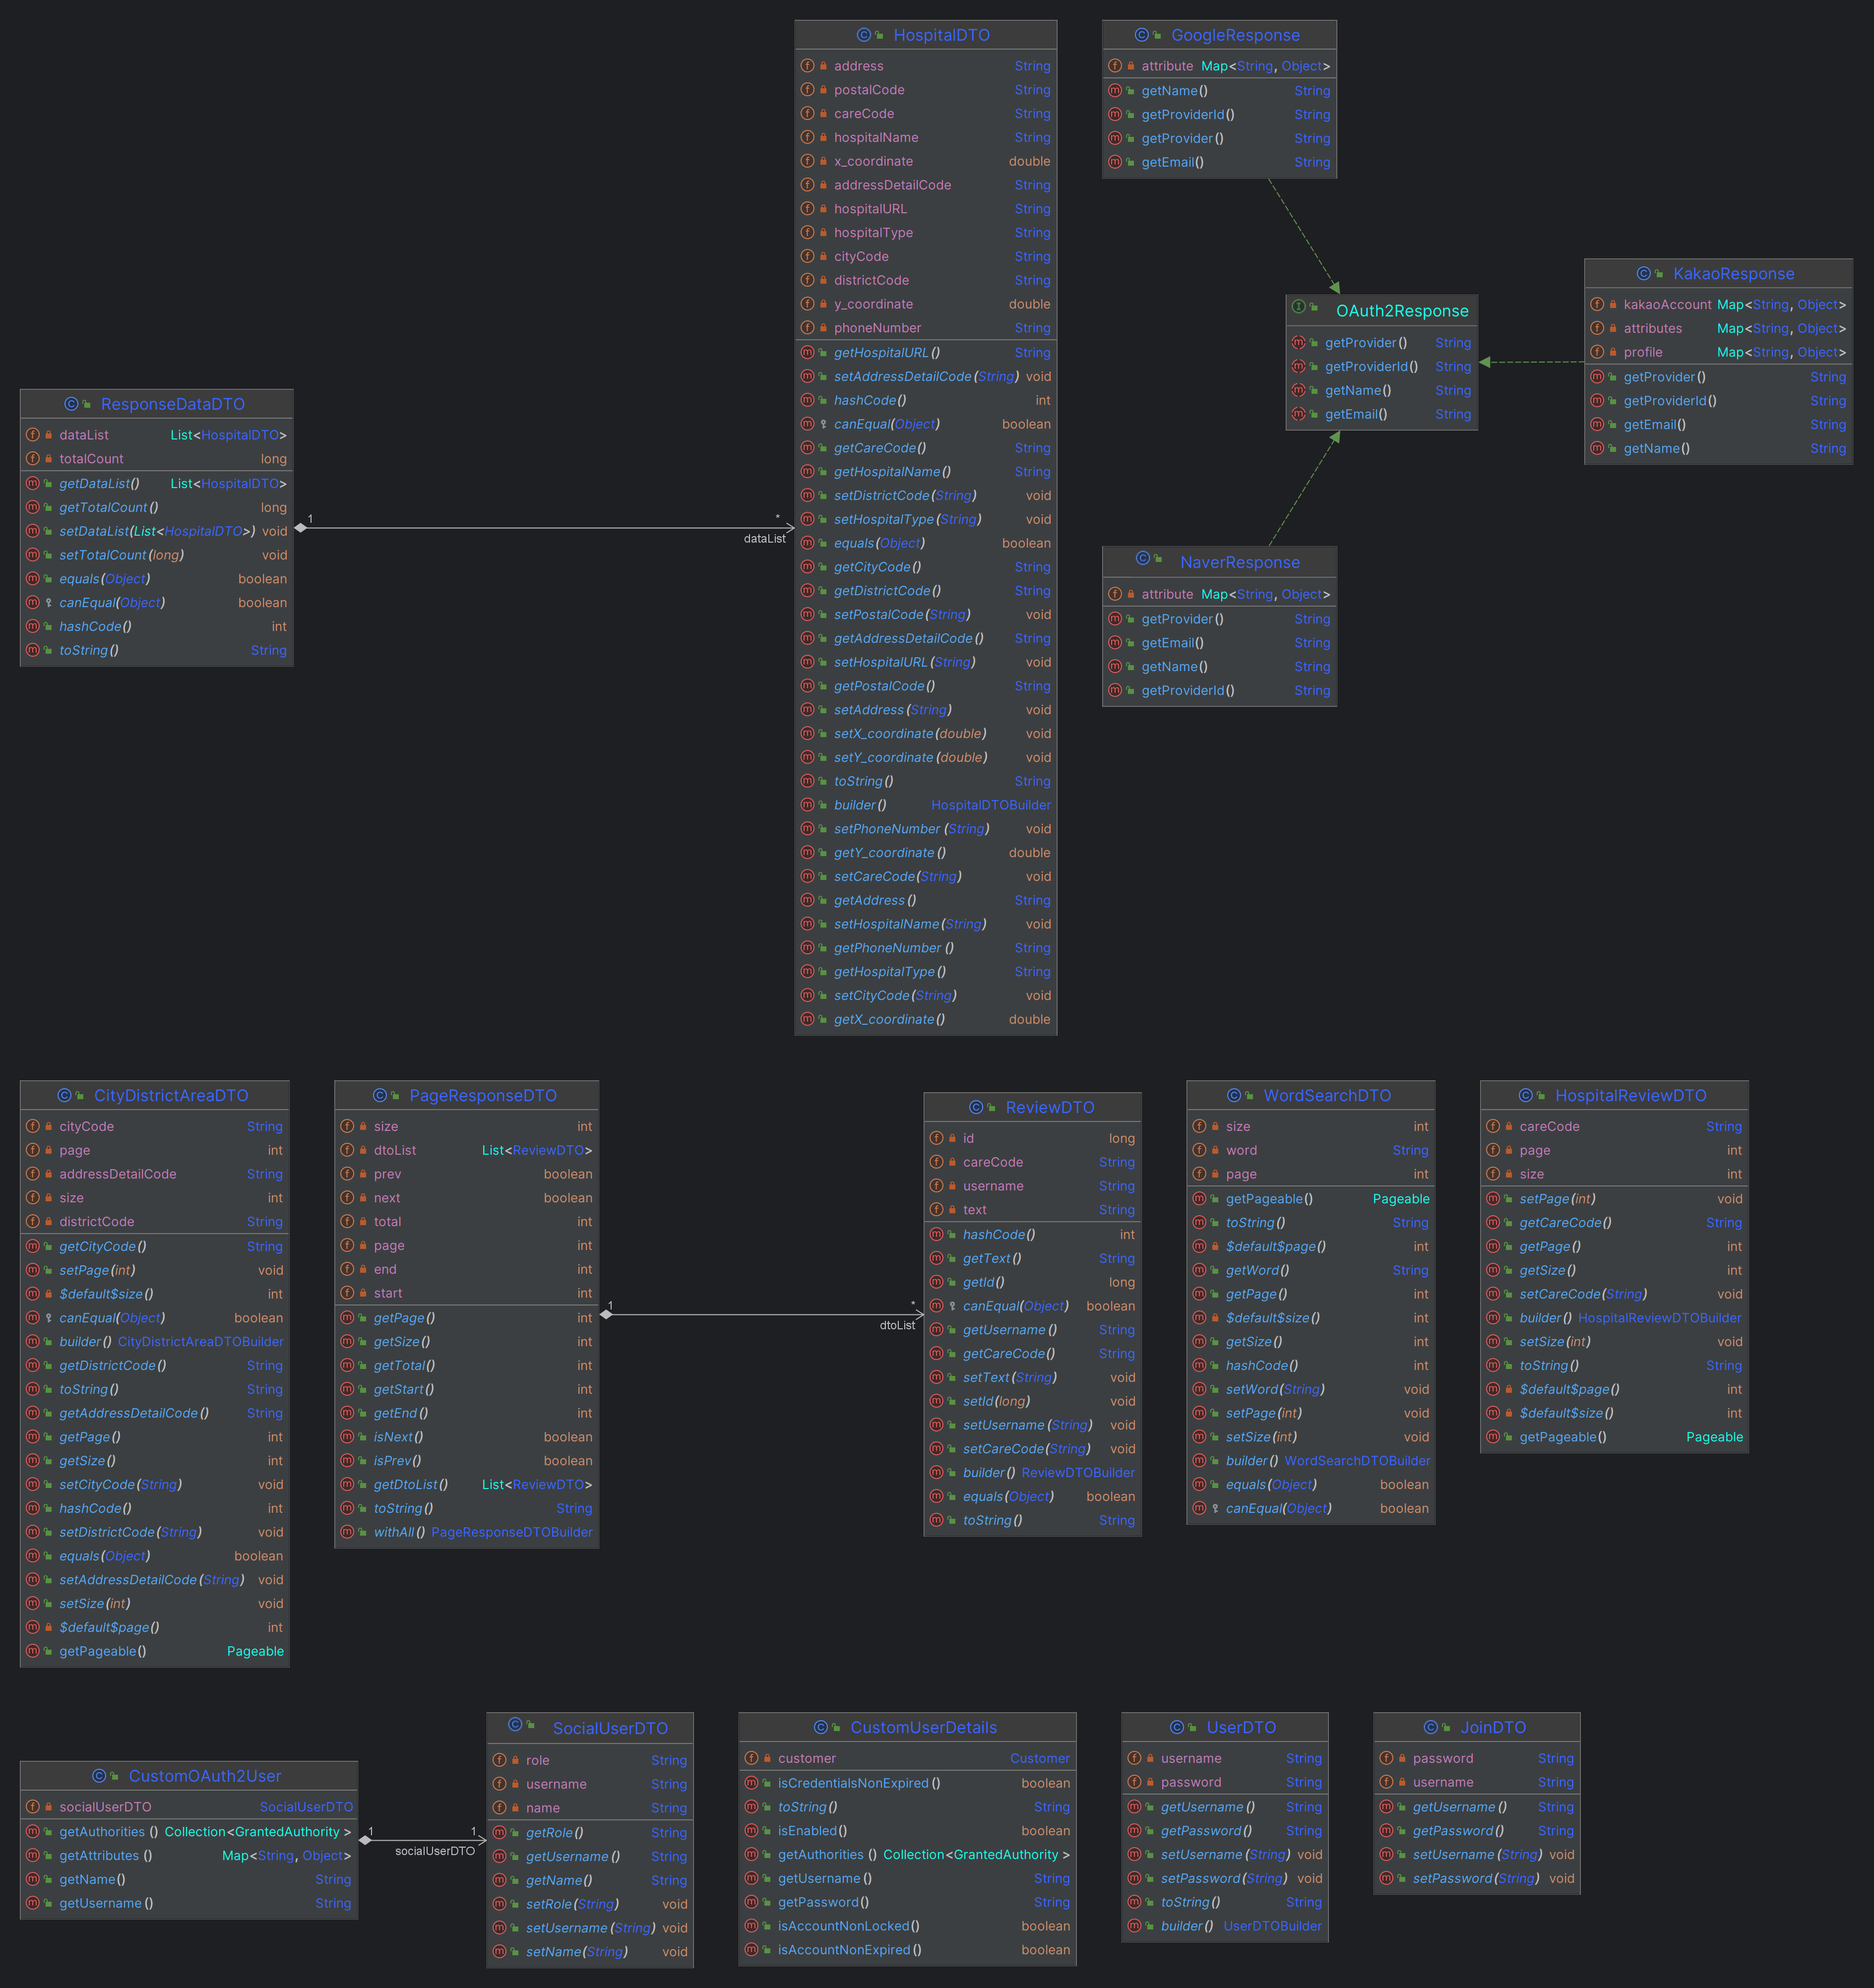 HospitalDTO
address String
postalCode String
careCode String
hospitalName String
x_coordinate double
addressDetailCode String
hospitalURL String
hospitalType String
cityCode String
districtCode String
y_coordinate double
phoneNumber String
getHospitalURL() String
setAddressDetailCode(String) void
hashCode() int
canEqual(Object) boolean
getCareCode() String
getHospitalName() String
setDistrictCode(String) void
setHospitalType(String) void
equals(Object) boolean
getCityCode() String
getDistrictCode() String
setPostalCode(String) void
getAddressDetailCode() String
setHospitalURL(String) void
getPostalCode() String
setAddress(String) void
setX_coordinate(double) void
setY_coordinate(double) void
toString() String
builder() HospitalDTOBuilder
setPhoneNumber(String) void
getY_coordinate() double
setCareCode(String) void
getAddress() String
setHospitalName(String) void
getPhoneNumber() String
getHospitalType() String
setCityCode(String) void
getX_coordinate() double
GoogleResponse
attribute Map<String, Object>
getName() String
getProviderId() String
getProvider() String
getEmail() String
KakaoResponse
kakaoAccount Map<String, Object>
attributes Map<String, Object>
profile Map<String, Object>
getProvider() String
getProviderId() String
getEmail() String
getName() String
OAuth2Response
getProvider() String
getProviderId() String
getName() String
getEmail() String
ResponseDataDTO
dataList List<HospitalDTO>
totalCount long
getDataList() List<HospitalDTO>
getTotalCount() long
setDataList(List<HospitalDTO>) void
setTotalCount(long) void
equals(Object) boolean
canEqual(Object) boolean
hashCode() int
toString() String
1 *
dataList
NaverResponse
attribute Map<String, Object>
getProvider() String
getEmail() String
getName() String
getProviderId() String
CityDistrictAreaDTO
cityCode String
page int
addressDetailCode String
size int
districtCode String
getCityCode() String
setPage(int) void
$default$size() int
canEqual(Object) boolean
builder() CityDistrictAreaDTOBuilder
getDistrictCode() String
toString() String
getAddressDetailCode() String
getPage() int
getSize() int
setCityCode(String) void
hashCode() int
setDistrictCode(String) void
equals(Object) boolean
setAddressDetailCode(String) void
setSize(int) void
$default$page() int
getPageable() Pageable
PageResponseDTO
size int
dtoList List<ReviewDTO>
prev boolean
next boolean
total int
page int
end int
start int
getPage() int
getSize() int
getTotal() int
getStart() int
getEnd() int
isNext() boolean
isPrev() boolean
getDtoList() List<ReviewDTO>
toString() String
withAll() PageResponseDTOBuilder
1 *
dtoList
ReviewDTO
id long
careCode String
username String
text String
hashCode() int
getText() String
getId() long
canEqual(Object) boolean
getUsername() String
getCareCode() String
setText(String) void
setId(long) void
setUsername(String) void
setCareCode(String) void
builder() ReviewDTOBuilder
equals(Object) boolean
toString() String
WordSearchDTO
size int
word String
page int
getPageable() Pageable
toString() String
$default$page() int
getWord() String
getPage() int
$default$size() int
getSize() int
hashCode() int
setWord(String) void
setPage(int) void
setSize(int) void
builder() WordSearchDTOBuilder
equals(Object) boolean
canEqual(Object) boolean
HospitalReviewDTO
careCode String
page int
size int
setPage(int) void
getCareCode() String
getPage() int
getSize() int
setCareCode(String) void
builder() HospitalReviewDTOBuilder
setSize(int) void
toString() String
$default$page() int
$default$size() int
getPageable() Pageable
CustomOAuth2User
socialUserDTO SocialUserDTO
getAuthorities() Collection<GrantedAuthority>
getAttributes() Map<String, Object>
getName() String
getUsername() String
1 1
socialUserDTO
SocialUserDTO
role String
username String
name String
getRole() String
getUsername() String
getName() String
setRole(String) void
setUsername(String) void
setName(String) void
CustomUserDetails
customer Customer
isCredentialsNonExpired() boolean
toString() String
isEnabled() boolean
getAuthorities() Collection<GrantedAuthority>
getUsername() String
getPassword() String
isAccountNonLocked() boolean
isAccountNonExpired() boolean
UserDTO
username String
password String
getUsername() String
getPassword() String
setUsername(String) void
setPassword(String) void
toString() String
builder() UserDTOBuilder
JoinDTO
password String
username String
getUsername() String
getPassword() String
setUsername(String) void
setPassword(String) void